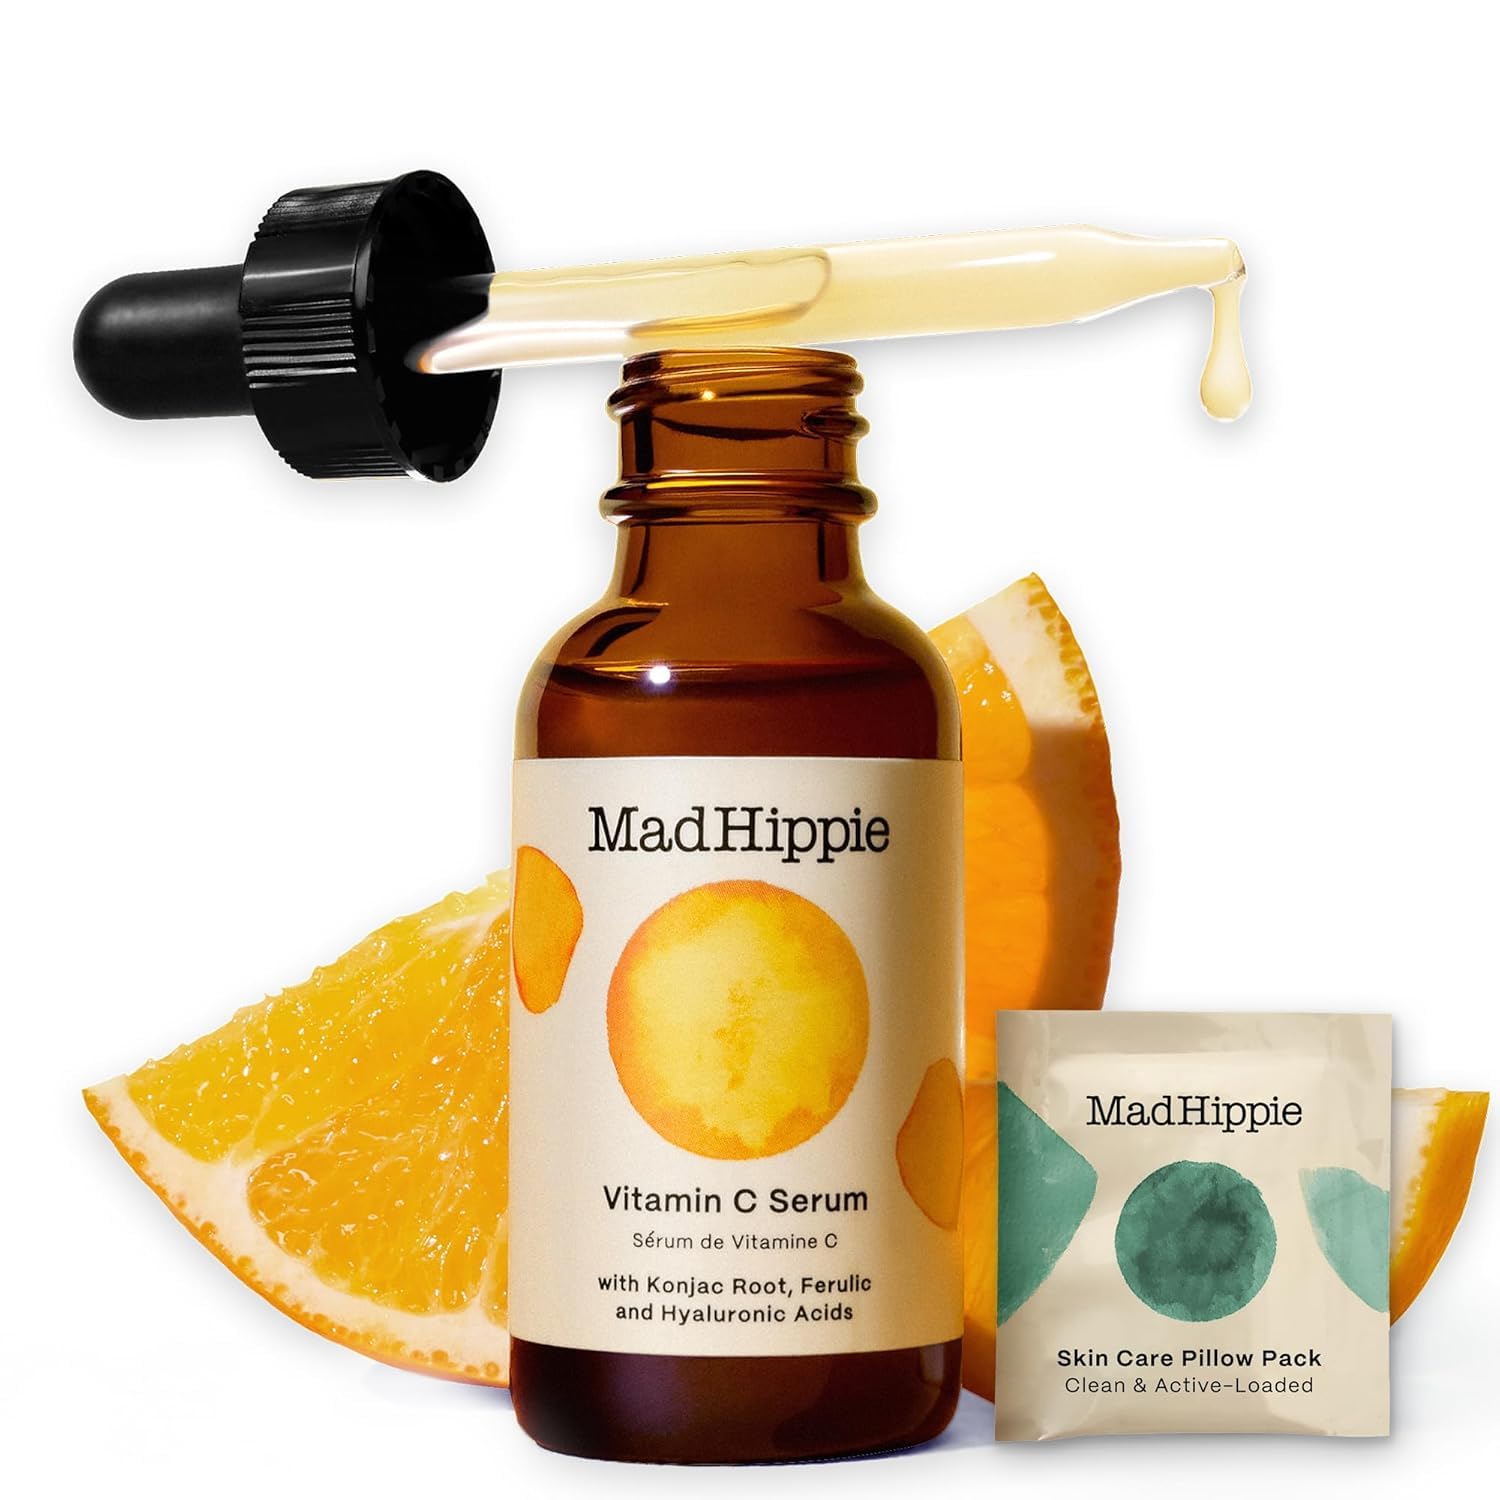 MadHippie
Vitamin C Serum
Sérum de Vitamine C
with Konjac Root, Ferulic
and Hyaluronic Acids
MadHippie
Skin Care Pillow Pack
Clean & Active-Loaded